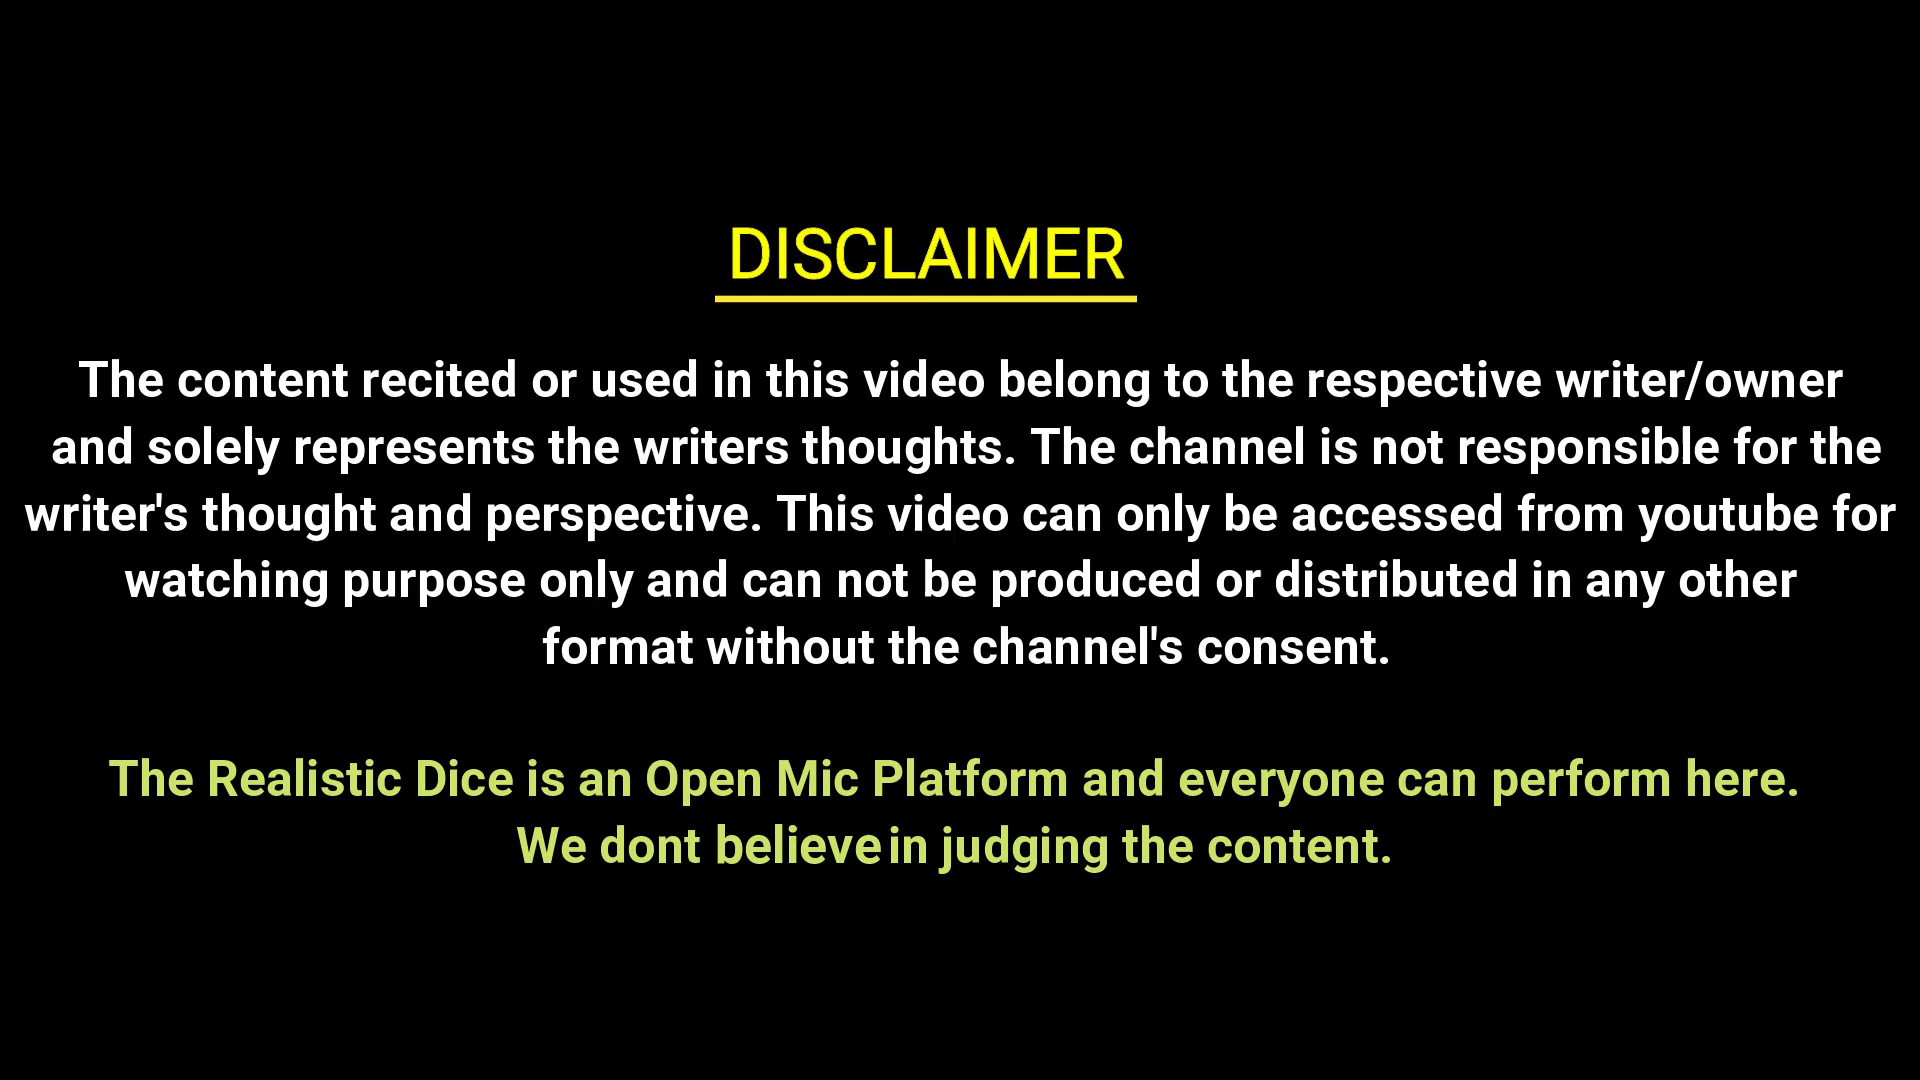 DISCLAIMER
The content recited or used in this video belong to the respective writer/owner
and solely represents the writers thoughts. The channel is not responsible for the
writer's thought and perspective. This video can only be accessed from youtube for
watching purpose only and can not be produced or distributed in any other
format without the channel's consent.
The Realistic Dice is an Open Mic Platform and everyone can perform here.
We dont believe in judging the content.